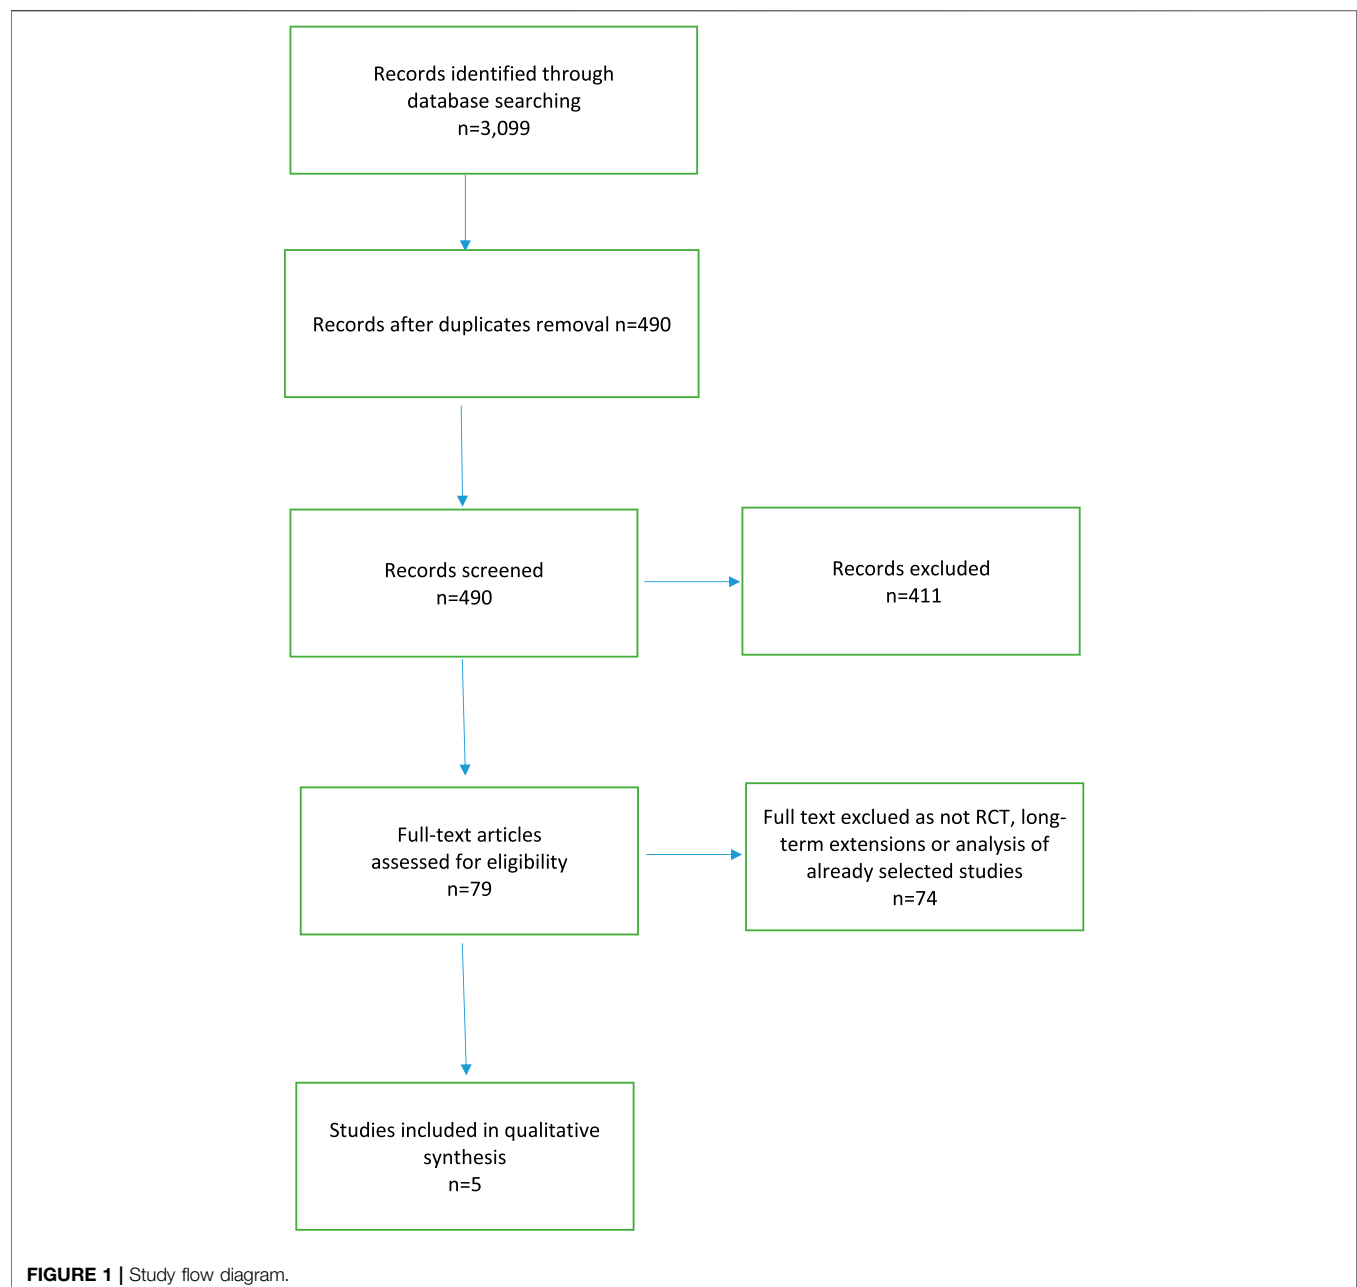 Records identified through
database searching
n=3,099
Records after duplicates removal n=490
Records screened
n=490
Records excluded
n=411
Full-text articles
assessed for eligibility
n=79
Full text exclued as not RCT, long-
term extensions or analysis of
already selected studies
n=74
Studies included in qualitative
synthesis
n=5
FIGURE 1 | Study flow diagram.